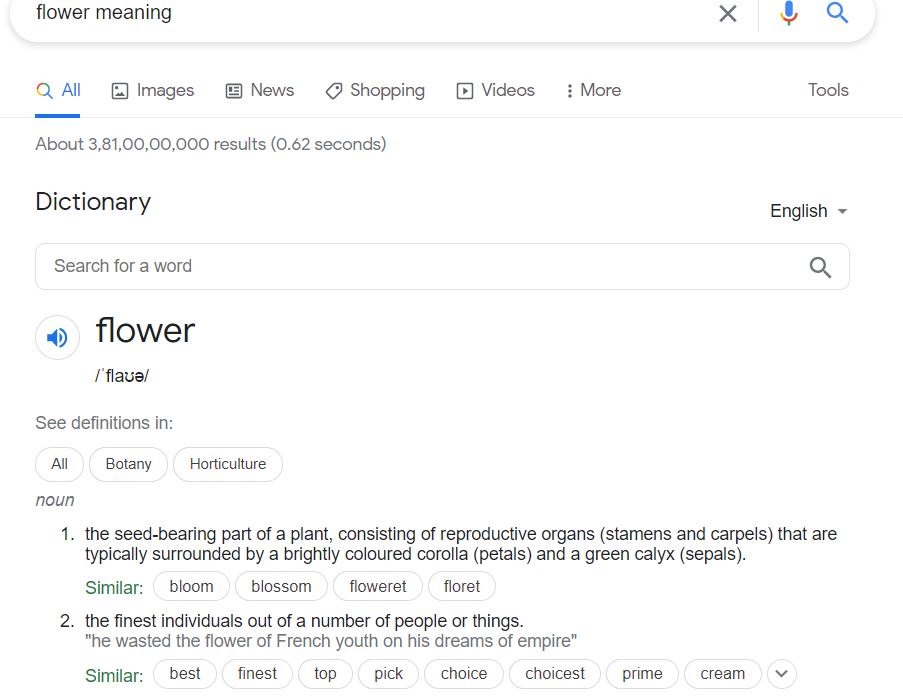 flower meaning
All Images News Shopping Videos More Tools
About 3,81,00,00,000 results (0.62 seconds)
Dictionary
English
Search for a word
flower
/ˈflaʊə/
See definitions in:
All Botany Horticulture
noun
1. the seed-bearing part of a plant, consisting of reproductive organs (stamens and carpels) that are
typically surrounded by a brightly coloured corolla (petals) and a green calyx (sepals).
Similar: bloom blossom floweret floret
2. the finest individuals out of a number of people or things.
"he wasted the flower of French youth on his dreams of empire"
Similar: best finest top pick choice choicest prime cream